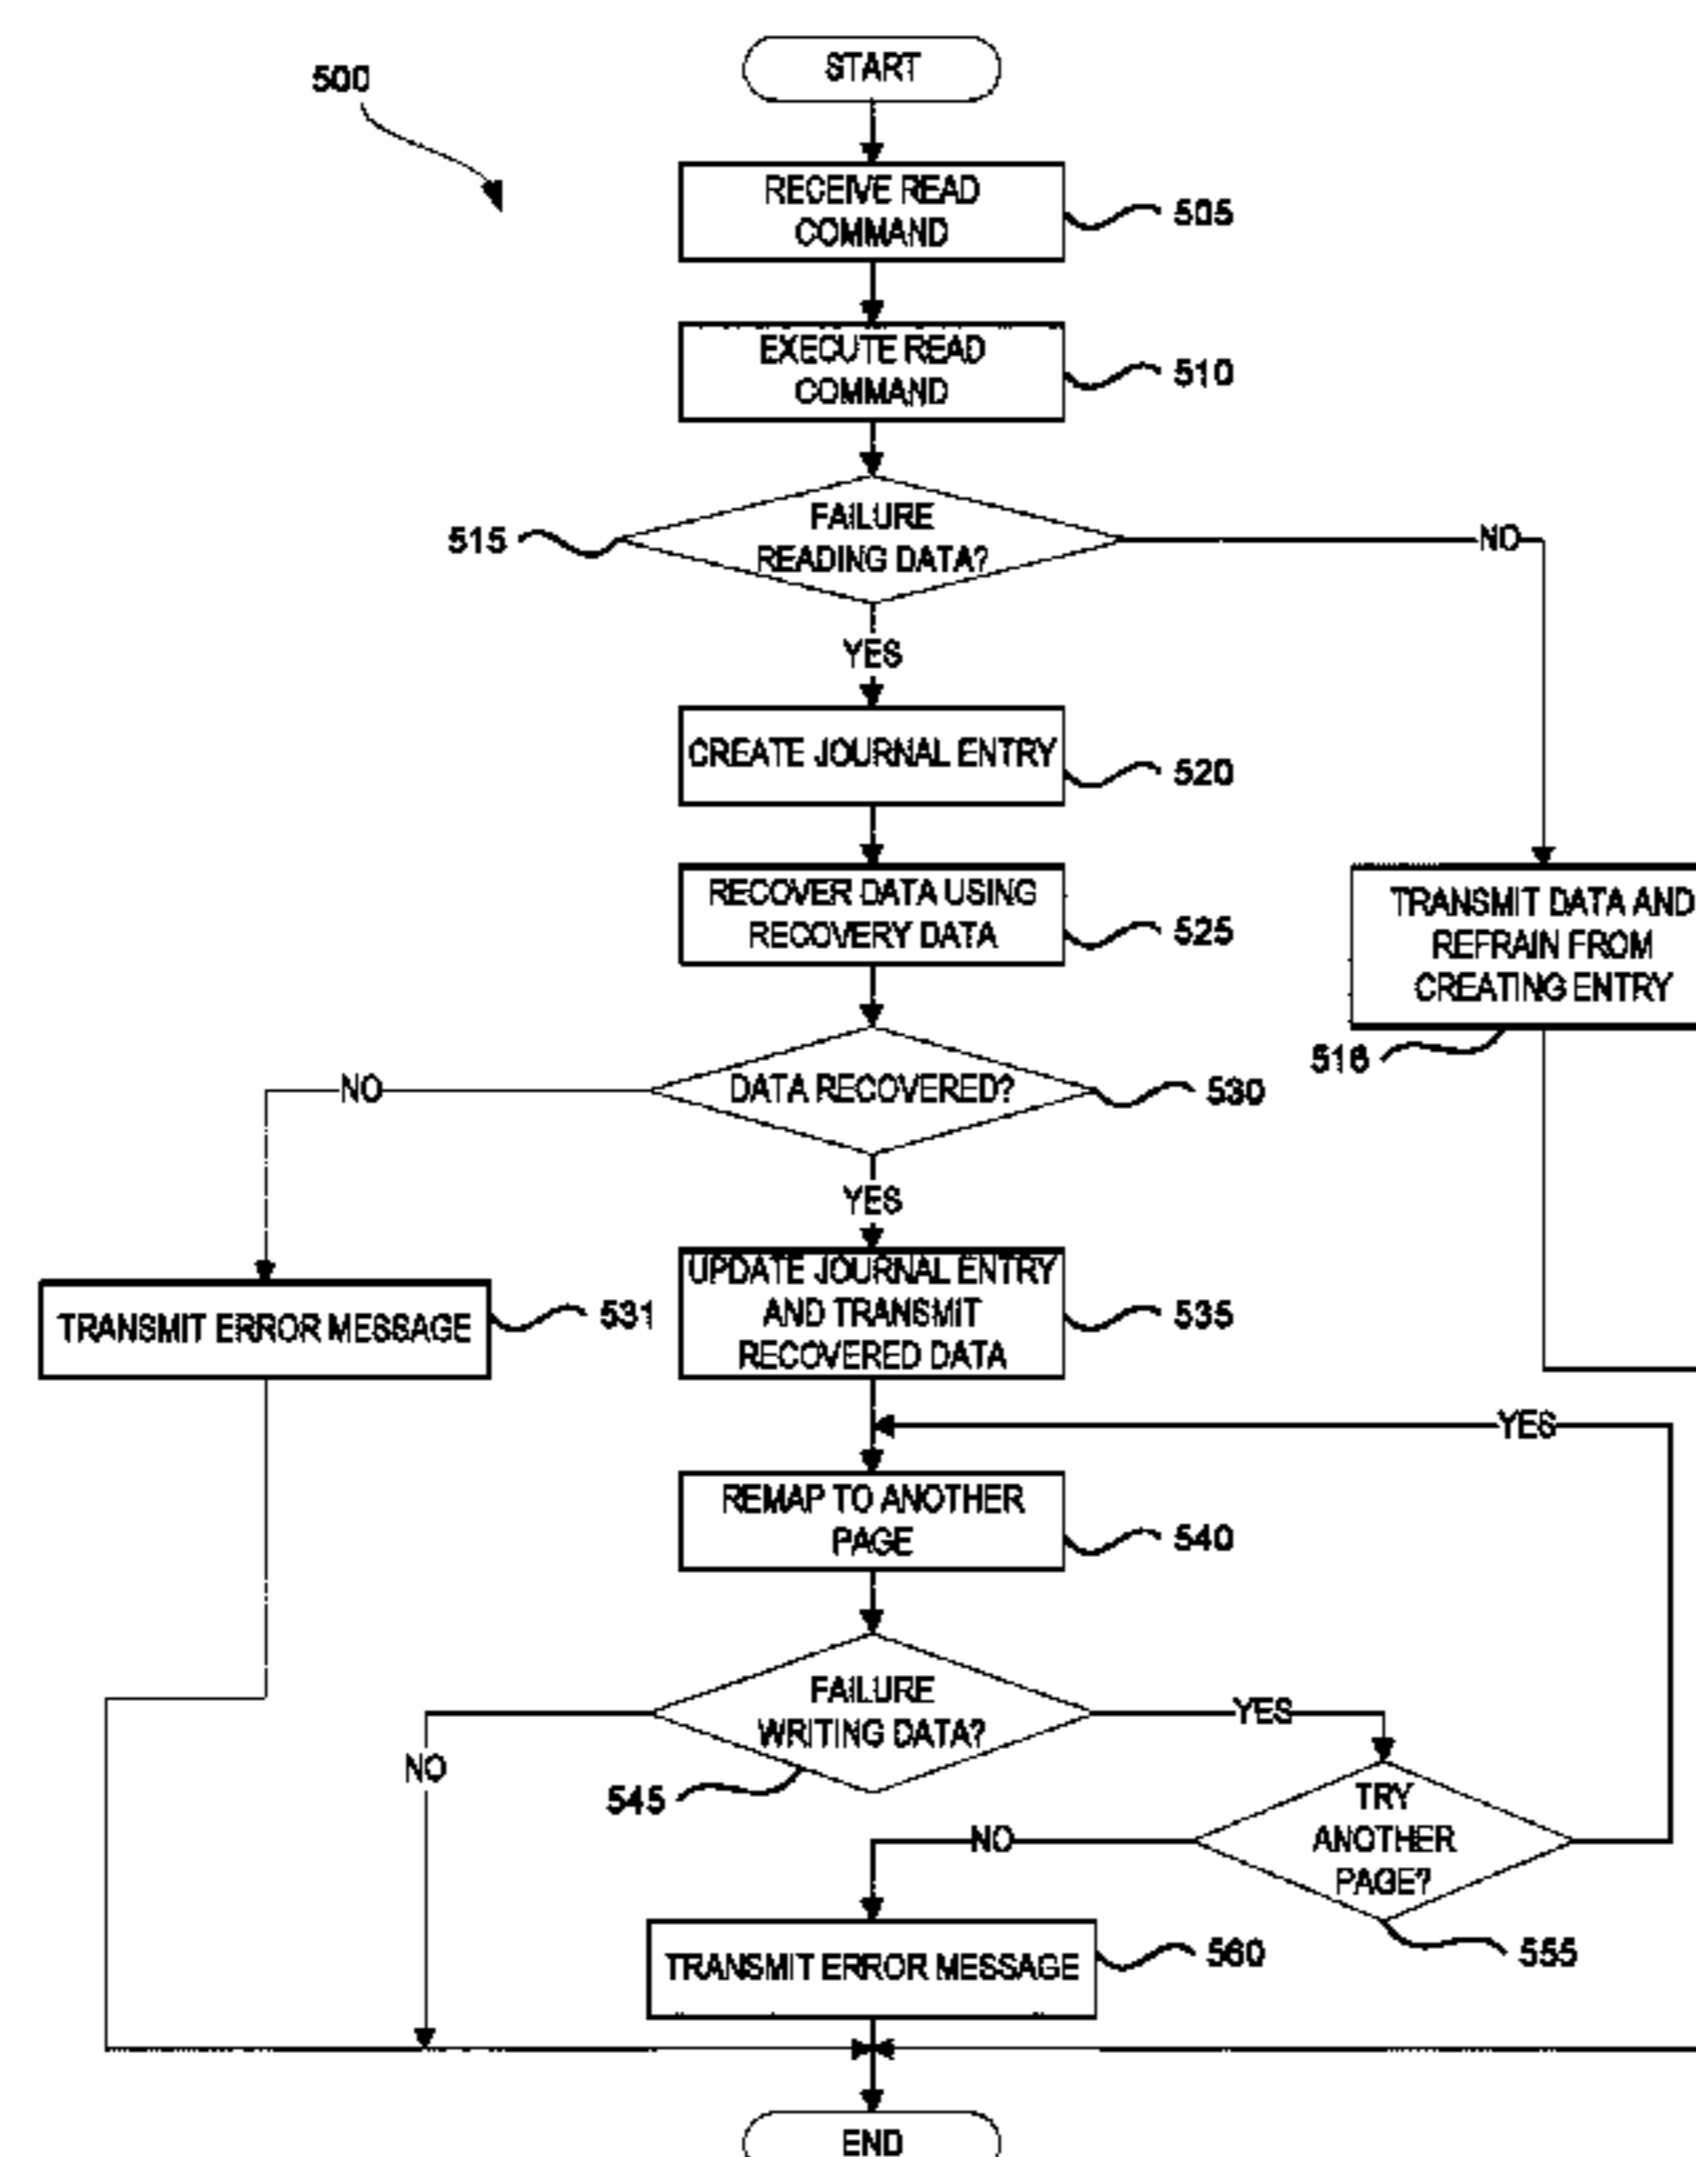 500
START
RECEIVE READ
COMMAND
505
EXECUTE READ
COMMAND
510
FAILURE
READING DATA?
515
NO
YES
CREATE JOURNAL ENTRY
520
RECOVER DATA USING
RECOVERY DATA
525
TRANSMIT DATA AND
REFRAIN FROM
CREATING ENTRY
516
NO
DATA RECOVERED?
530
YES
TRANSMIT ERROR MESSAGE
531
UPDATE JOURNAL ENTRY
AND TRANSMIT
RECOVERED DATA
535
YES
REMAP TO ANOTHER
PAGE
540
FAILURE
WRITING DATA?
545
NO
YES
TRY
ANOTHER
PAGE?
555
NO
TRANSMIT ERROR MESSAGE
560
END